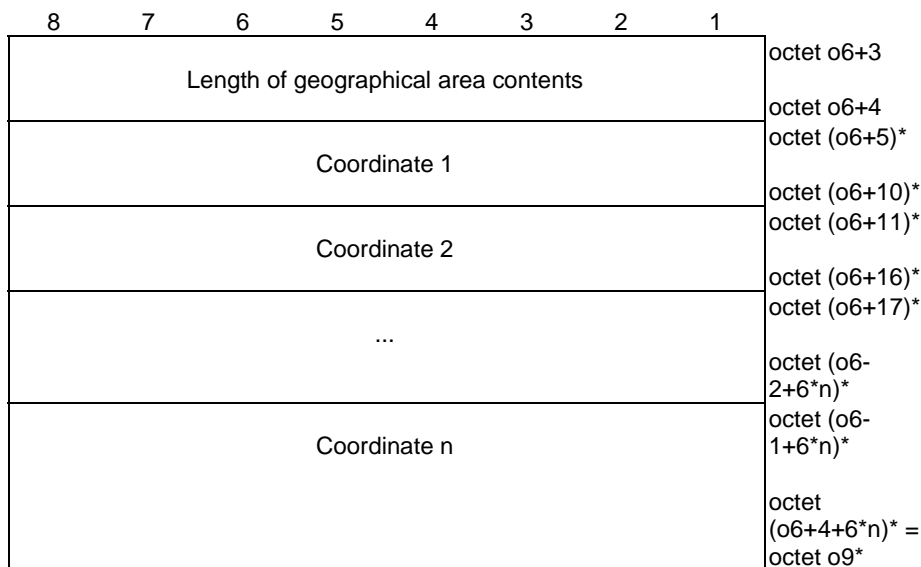 8 7 6 5 4 3 2 1
Length of geographical area contents
octet o6+3
octet o6+4
Coordinate 1
octet (o6+5)*
octet (o6+10)*
Coordinate 2
octet (o6+11)*
octet (o6+16)*
...
octet (o6+17)*
octet (o6-
2+6*n)*
Coordinate n
octet (o6-
1+6*n)*
octet
(o6+4+6*n)* =
octet o9*